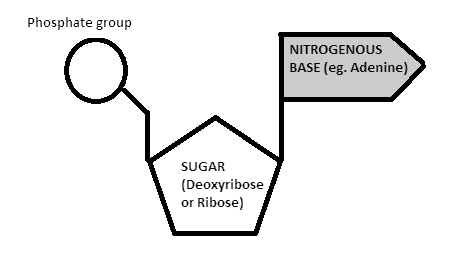 Phosphate group
NITROGENOUS
BASE (eg. Adenine)
SUGAR
(Deoxyribose
or Ribose)